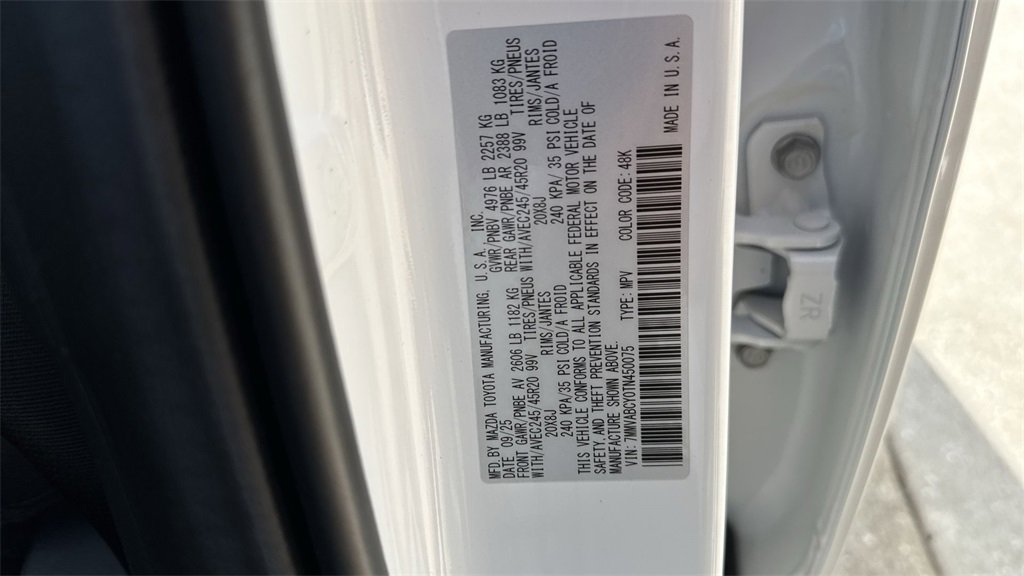 MFD.BY MAZDA TOYOTA MANUFACTURING, U.S.A. INC.
DATE 09/25 GVWR/PNBV 4976 LB 2257 KG
FRONT GAWR/PNBE AV 2606 LB 1182 KG REAR GAWR/PNBE AR 2388 LB 1083 KG
WITH/AVEC245/45R20 99V TIRES/PNEUS WITH/AVEC245/45R20 99V TIRES/PNEUS
20X8J RIMS/JANTES 20X8J RIMS/JANTES
240 KPA/35 PSI COLD/A FROID 240 KPA/ 35 PSI COLD/A FROID
THIS VEHICLE CONFORMS TO ALL APPLICABLE FEDERAL MOTOR VEHICLE
SAFETY, AND THEFT PREVENTION STANDARDS IN EFFECT ON THE DATE OF
MANUFACTURE SHOWN ABOVE.
VIN: 7MMVABCY0TN450075 TYPE: MPV COLOR CODE: 48K
MADE IN U.S.A.
ZR